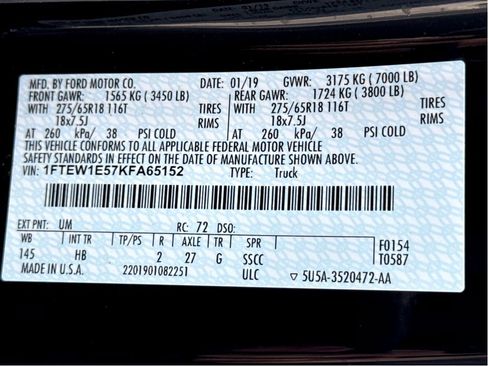 MFD. BY FORD MOTOR CO. DATE: 01/19 GVWR: 3175 KG ( 7000 LB)
FRONT GAWR: 1565 KG ( 3450 LB) REAR GAWR: 1724 KG ( 3800 LB)
WITH 275/65R18 116T TIRES WITH 275/65R18 116T TIRES
18x7.5J RIMS 18x7.5J RIMS
AT 260 kPa/ 38 PSI COLD AT 260 kPa/ 38 PSI COLD
THIS VEHICLE CONFORMS TO ALL APPLICABLE FEDERAL MOTOR VEHICLE
SAFETY STANDARDS IN EFFECT ON THE DATE OF MANUFACTURE SHOWN ABOVE
VIN: 1FTEW1E57KFA65152 TYPE: Truck
EXT PNT: UM RC: 72 DSO:
WB INT TR TP/PS R AXLE TR SPR F0154
145 HB 2 27 G SSCC T0587
MADE IN U.S.A. 2201901082251 ULC 5U5A-3520472-AA